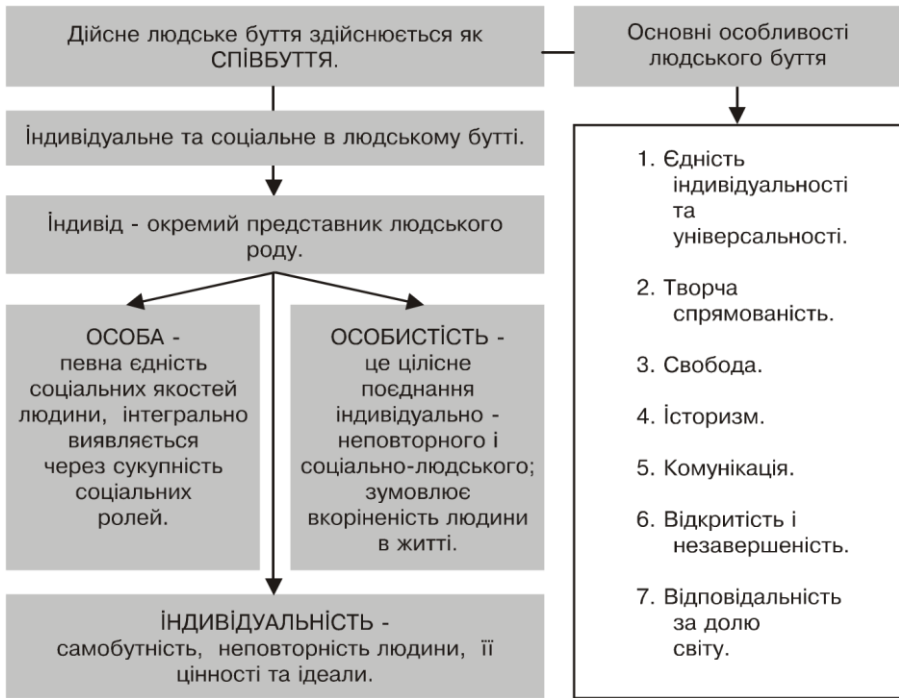 Дійсне людське буття здійснюється як
СПІВБУТТЯ.
Основні особливості
людського буття
Індивідуальне та соціальне в людському бутті.
Індивід - окремий представник людського
роду.
ОСОБА -
певна єдність
соціальних якостей
людини, інтегрально
виявляється
через сукупність
соціальних
ролей.
ОСОБИСТІСТЬ -
це цілісне
поєднання
індивідуально -
неповторного і
соціально-людського;
зумовлює
вкоріненість людини
в житті.
ІНДИВІДУАЛЬНІСТЬ -
самобутність, неповторність людини, її
цінності та ідеали.
1. Єдність
індивідуальності
та
універсальності.
2. Творча
спрямованість.
3. Свобода.
4. Історизм.
5. Комунікація.
6. Відкритість і
незавершеність.
7. Відповідальність
за долю
світу.